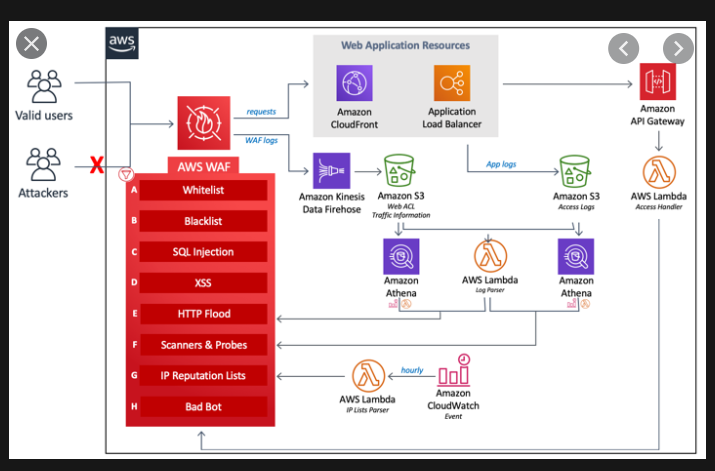 aws
Web Application Resources
Valid users
Attackers
X
requests
WAF logs
Amazon
CloudFront
Application
Load Balancer
Amazon
API Gateway
AWS WAF
A Whitelist
B Blacklist
C SQL Injection
D XSS
E HTTP Flood
F Scanners & Probes
G IP Reputation Lists
H Bad Bot
Amazon Kinesis
Data Firehose
Amazon S3
Web ACL
Traffic Information
App logs
Amazon S3
Access Logs
AWS Lambda
Access Handler
Amazon
Athena
AWS Lambda
Log Parser
Amazon
Athena
AWS Lambda
IP Lists Parser
hourly
Amazon
CloudWatch
Event